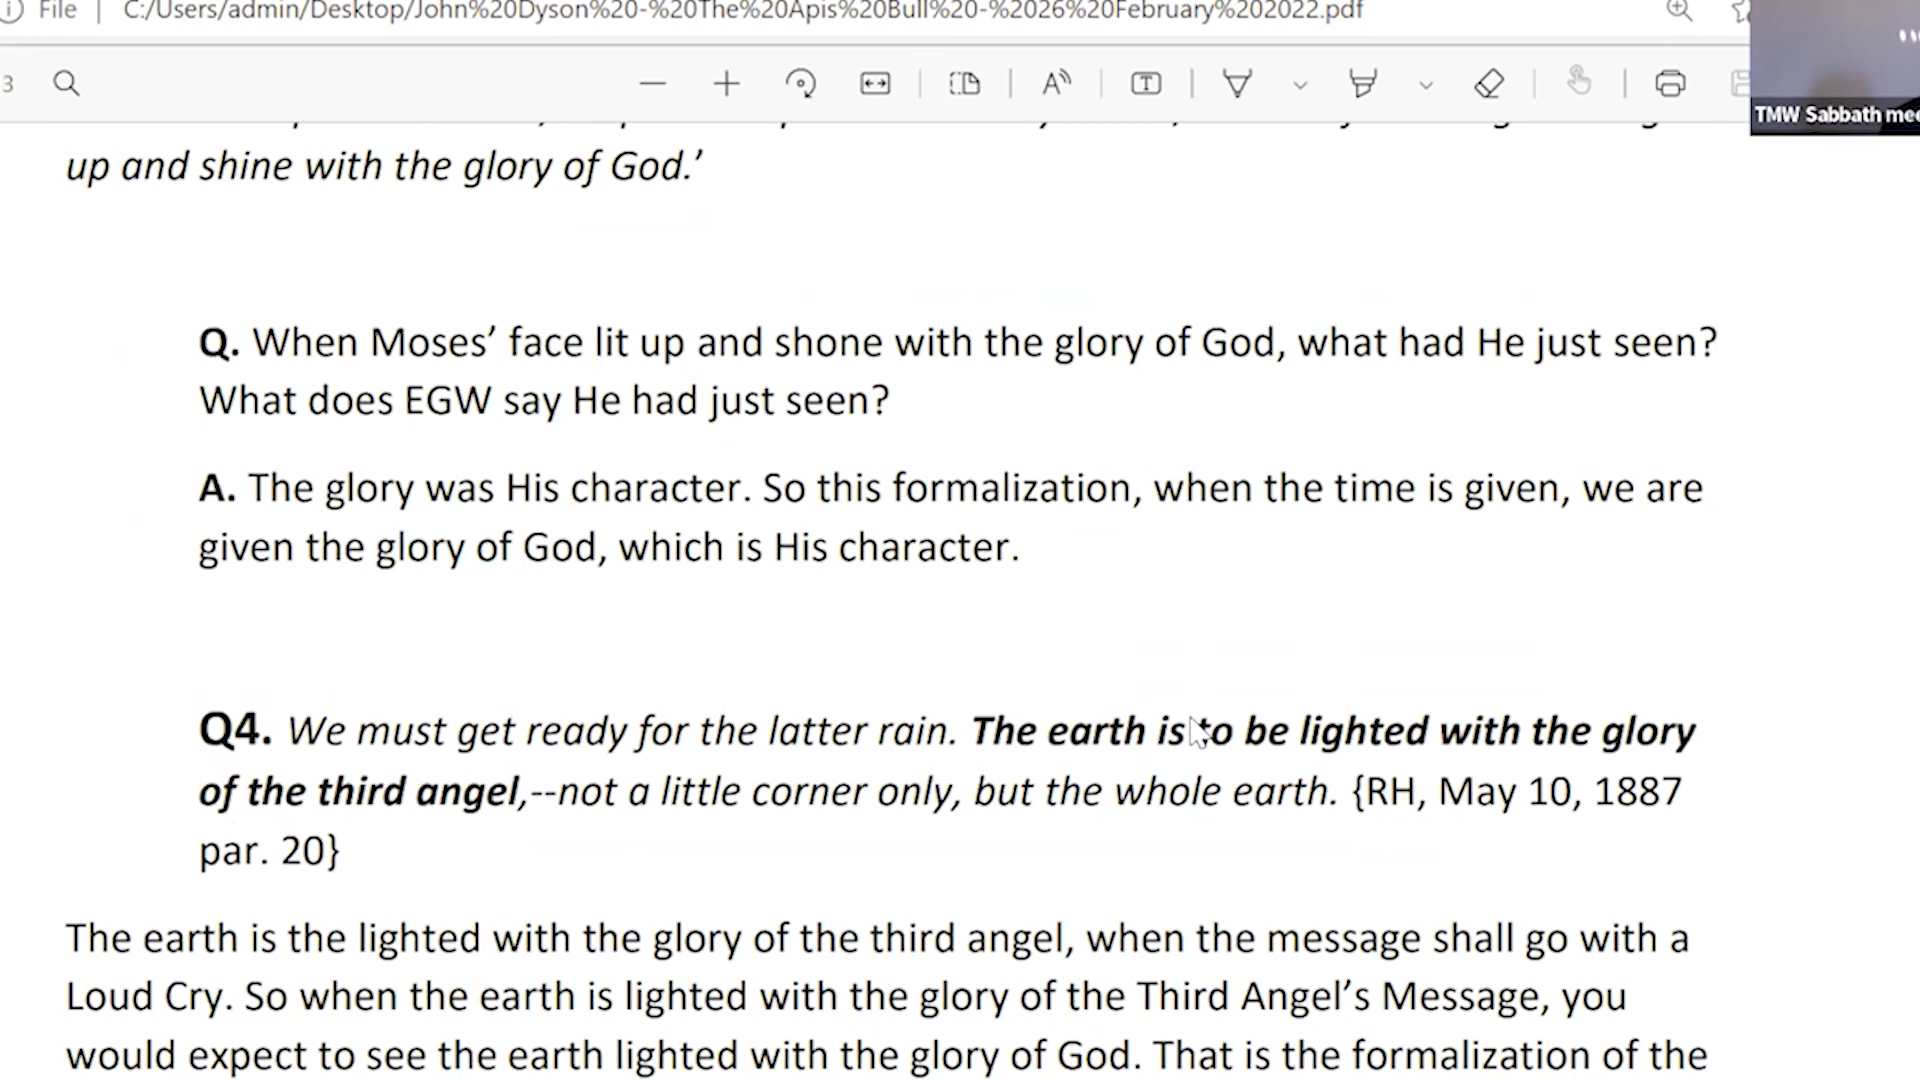 File | C:/Users/admin/Desktop/John%20Dyson%20-%20The%20Apis%20Bull%20-%2026%20February%202022.pdf
3
TMW Sabbath mee
up and shine with the glory of God.’
Q. When Moses’ face lit up and shone with the glory of God, what had He just seen?
What does EGW say He had just seen?
A. The glory was His character. So this formalization, when the time is given, we are
given the glory of God, which is His character.
Q4. We must get ready for the latter rain. The earth is to be lighted with the glory
of the third angel,--not a little corner only, but the whole earth. {RH, May 10, 1887
par. 20}
The earth is the lighted with the glory of the third angel, when the message shall go with a
Loud Cry. So when the earth is lighted with the glory of the Third Angel’s Message, you
would expect to see the earth lighted with the glory of God. That is the formalization of the